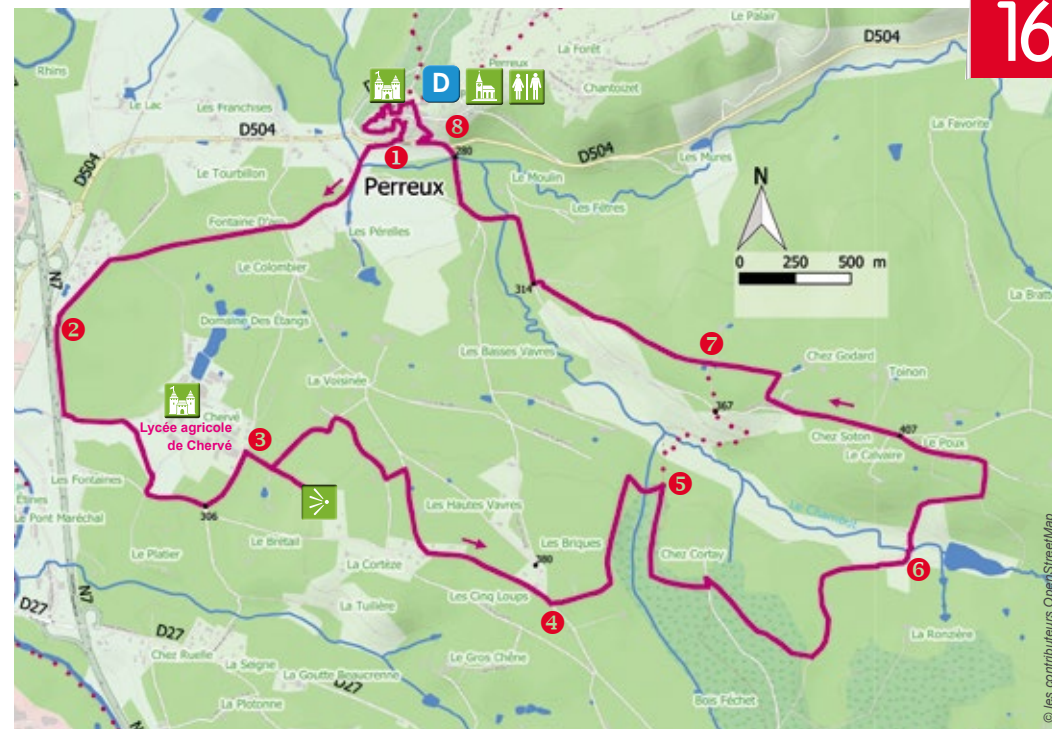 16
Le Palair
D504
Rhins
La Forêt
Perreux
Chantoizet
D
Le Lac
Les Franchises
D504
8
La Favorite
1
280
D504
Les Mures
D504
Le Tourbillon
Perreux
Le Moulin
N
Les Fêtres
Fontaine D'
Les Pérelles
0 250 500 m
Le Colombier
N7
314
La Bratt
2
Domaine Des Étangs
Les Basses Vavres
7
Chez Godard
Toinon
La Voisinée
367
Lycée agricole
de Chervé
Chervé
3
407
Chez Soton
Le Poux
Le Calvaire
Les Fontaines
5
Étines
Les Hautes Vavres
Le Pont Maréchal
306
Le Chambot
Le Brétail
Les Briques
Chez Cortay
Le Platier
La Cortèze
380
6
N7
D27
Les Cinq Loups
La Tuilière
4
D27
La Ronzière
Chez Ruelle
La Seigne
Le Gros Chêne
La Goutte Beaucrenne
D27
La Plotonne
Bois Féchet
N
© les contributeurs OpenStreetMap